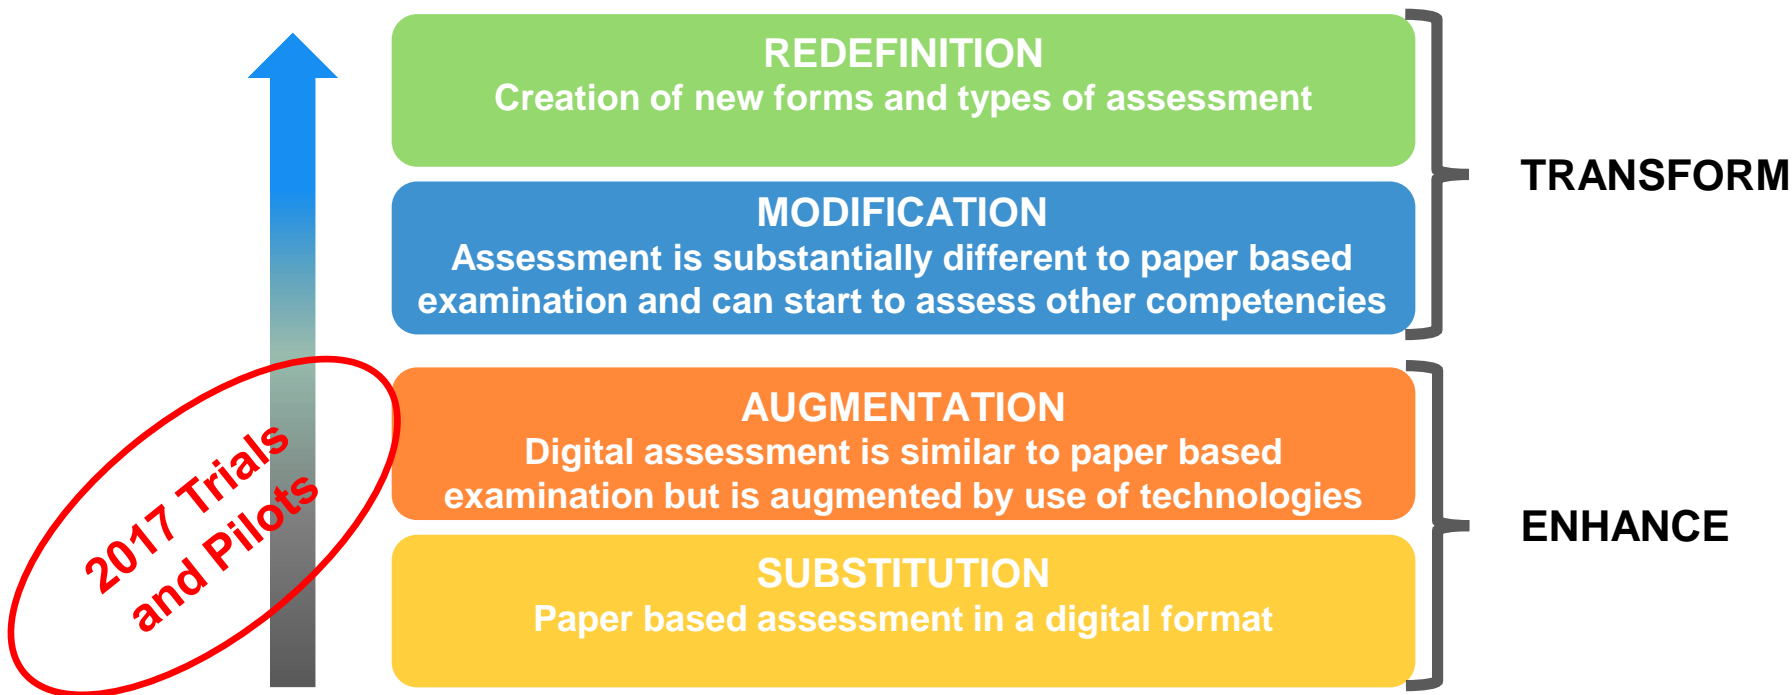 REDEFINITION
Creation of new forms and types of assessment
MODIFICATION
Assessment is substantially different to paper based
examination and can start to assess other competencies
TRANSFORM
AUGMENTATION
Digital assessment is similar to paper based
examination but is augmented by use of technologies
SUBSTITUTION
Paper based assessment in a digital format
ENHANCE
2017 Trials
and Pilots